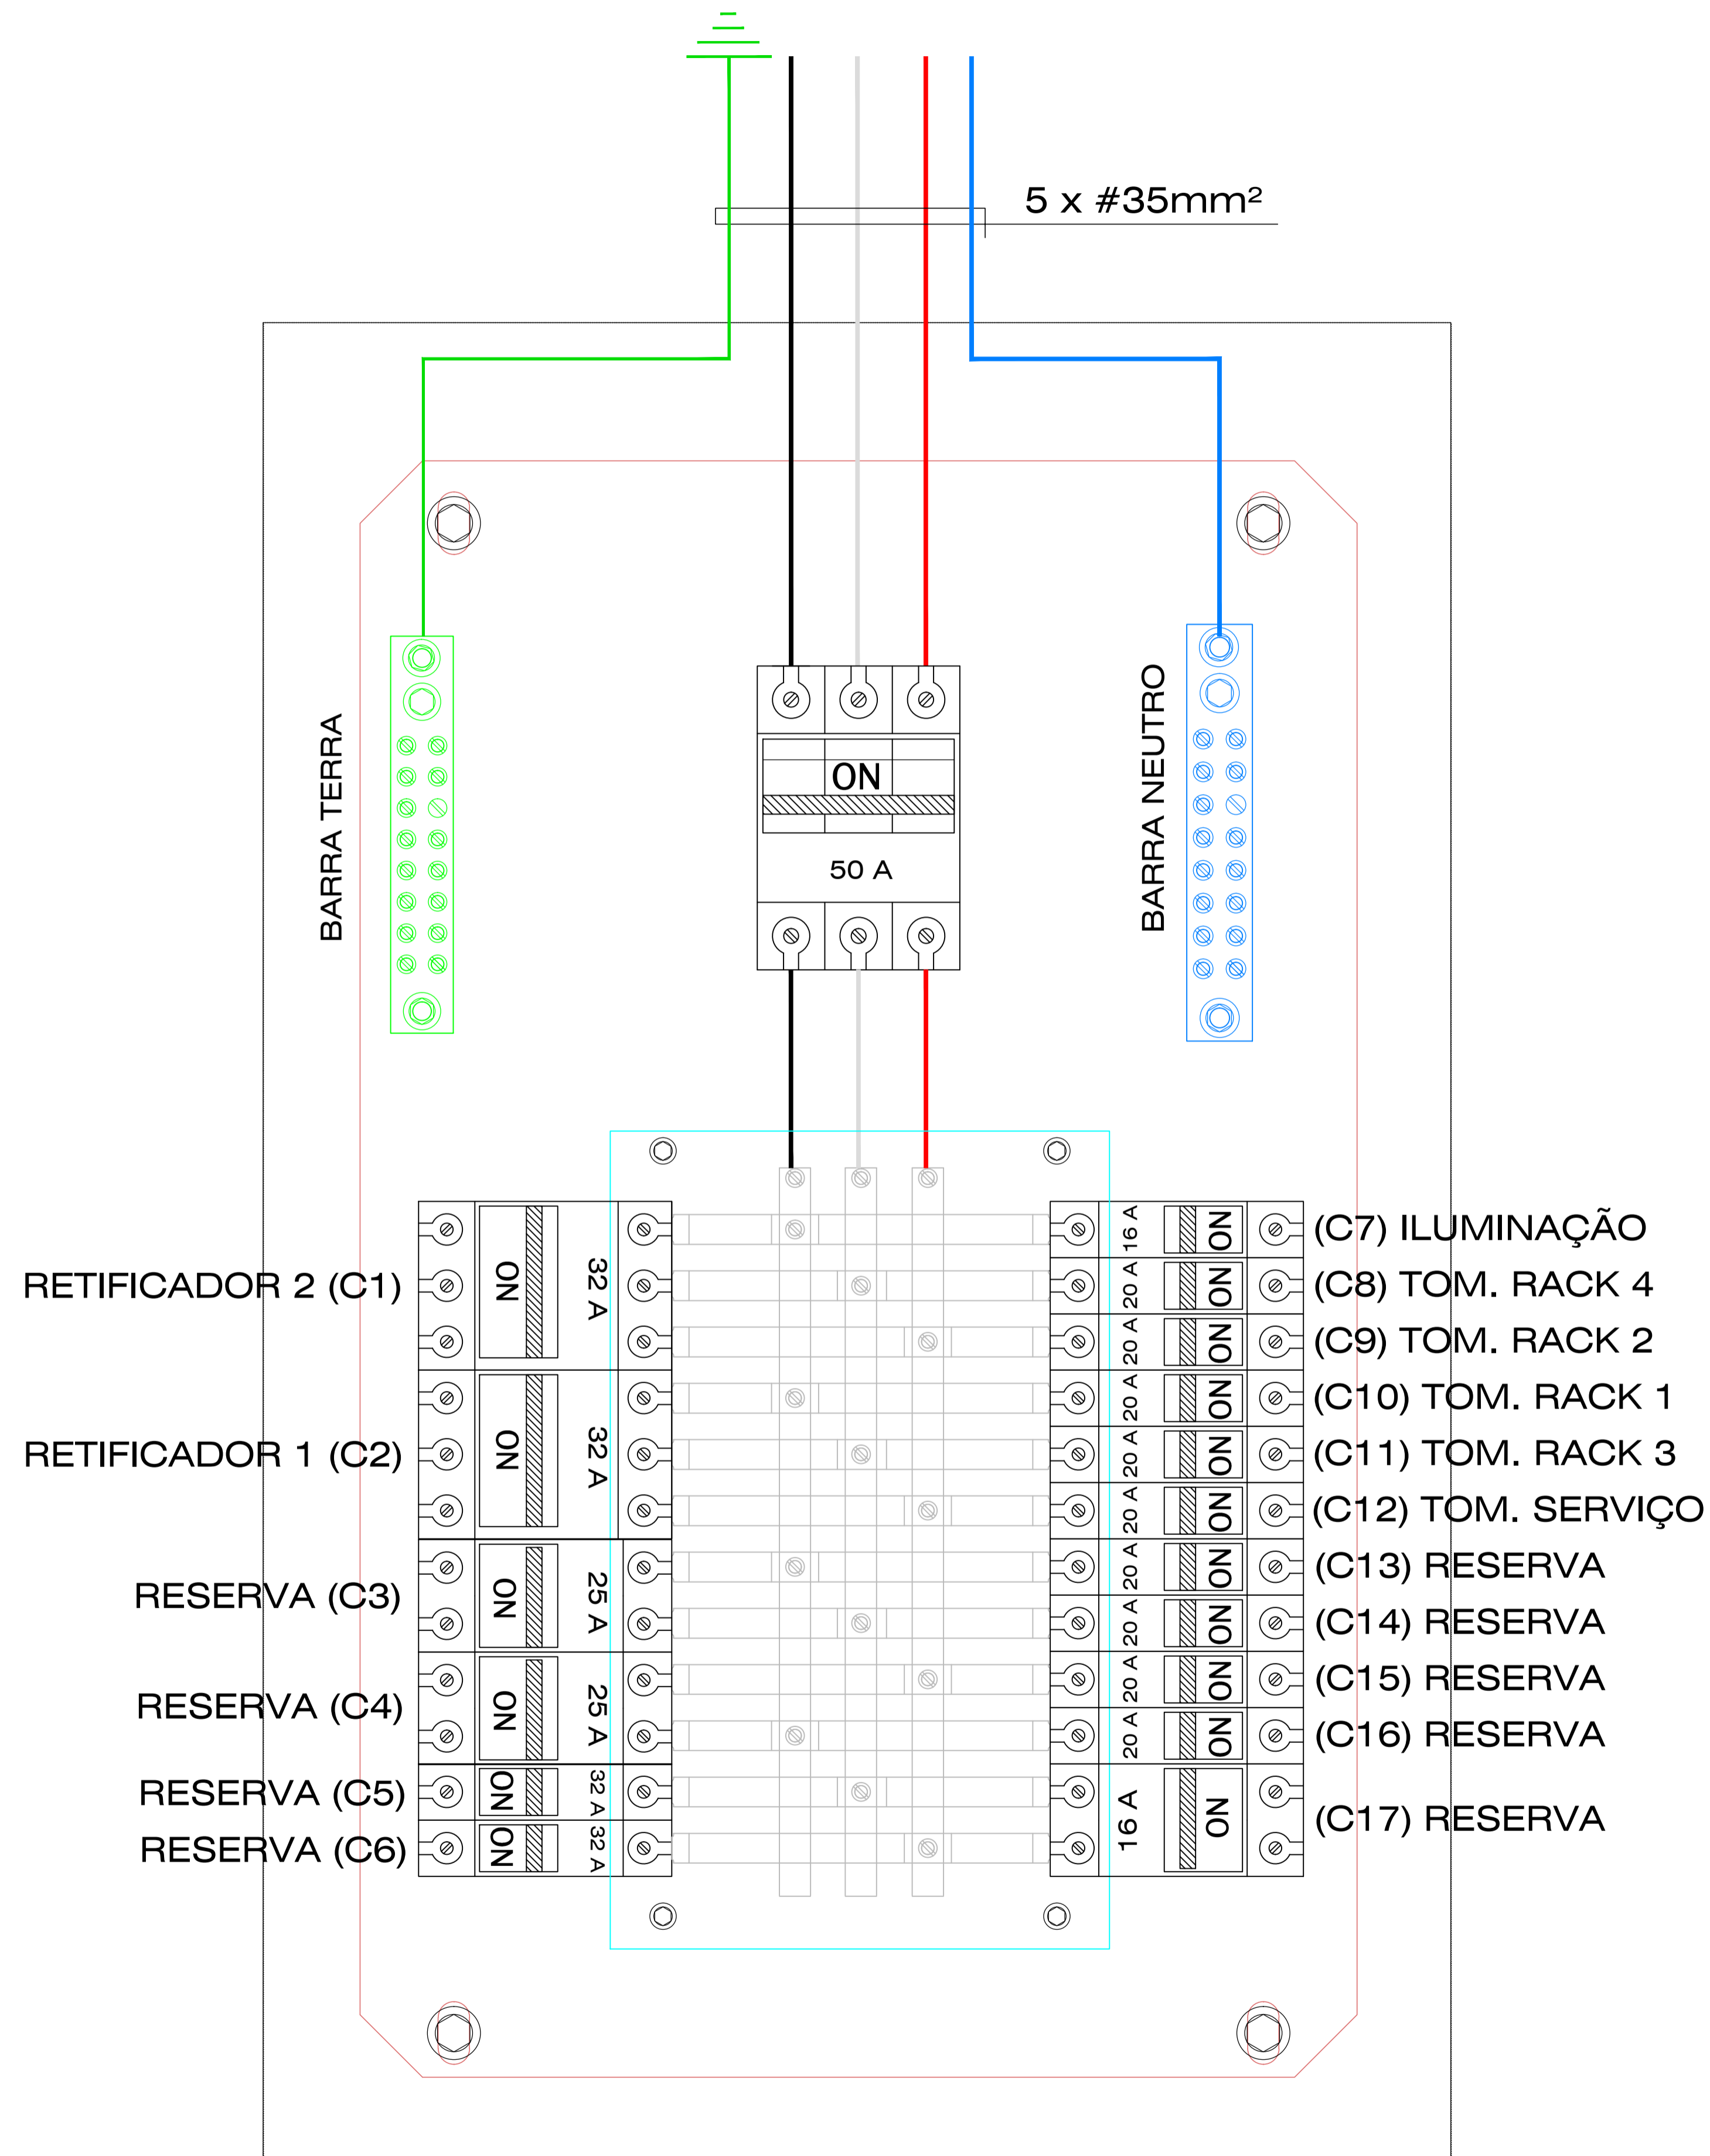 5 x #35mm²
BARRA TERRA
BARRA NEUTRO
ON
50 A
RETIFICADOR 2 (C1)
ON
32 A
RETIFICADOR 1 (C2)
ON
32 A
RESERVA (C3)
ON
25 A
RESERVA (C4)
ON
25 A
RESERVA (C5)
ON
32 A
RESERVA (C6)
ON
32 A
16 A
ON
(C7) ILUMINAÇÃO
20 A
ON
(C8) TOM. RACK 4
20 A
ON
(C9) TOM. RACK 2
20 A
ON
(C10) TOM. RACK 1
20 A
ON
(C11) TOM. RACK 3
20 A
ON
(C12) TOM. SERVIÇO
20 A
ON
(C13) RESERVA
20 A
ON
(C14) RESERVA
20 A
ON
(C15) RESERVA
20 A
ON
(C16) RESERVA
16 A
ON
(C17) RESERVA